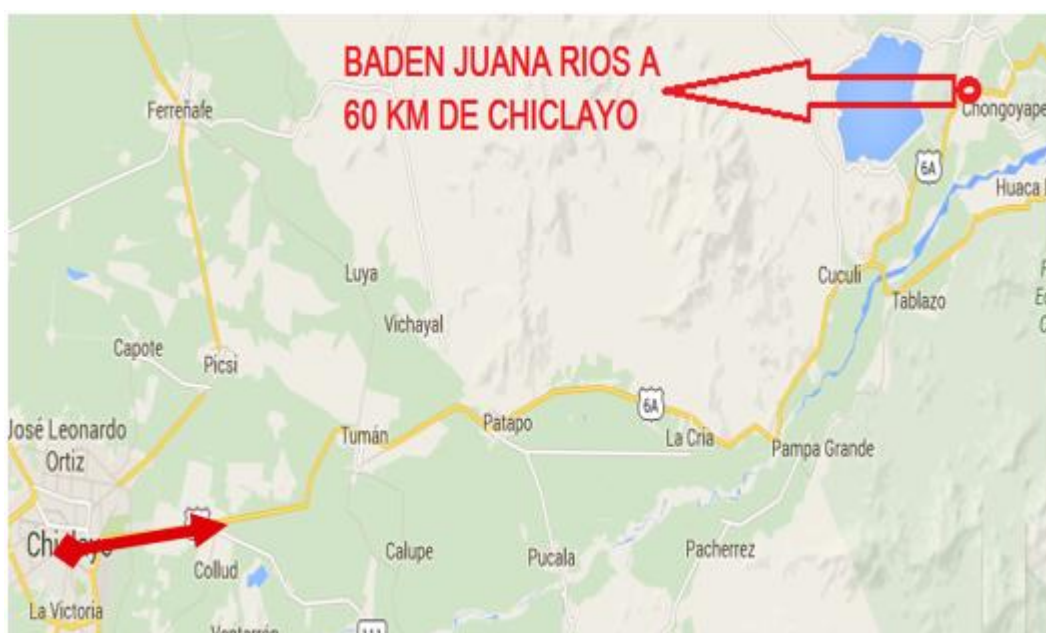 BADEN JUANA RIOS A
60 KM DE CHICLAYO
Ferreñafe
Chongoyape
6A
Huaca
Luya
Cuculi
Tablazo
Vichayal
Capote
Picsi
6A
José Leonardo
Ortiz
Tumán
Patapo
La Cria
Pampa Grande
Chiclayo
Collud
Calupe
Pucala
Pacherrez
La Victoria